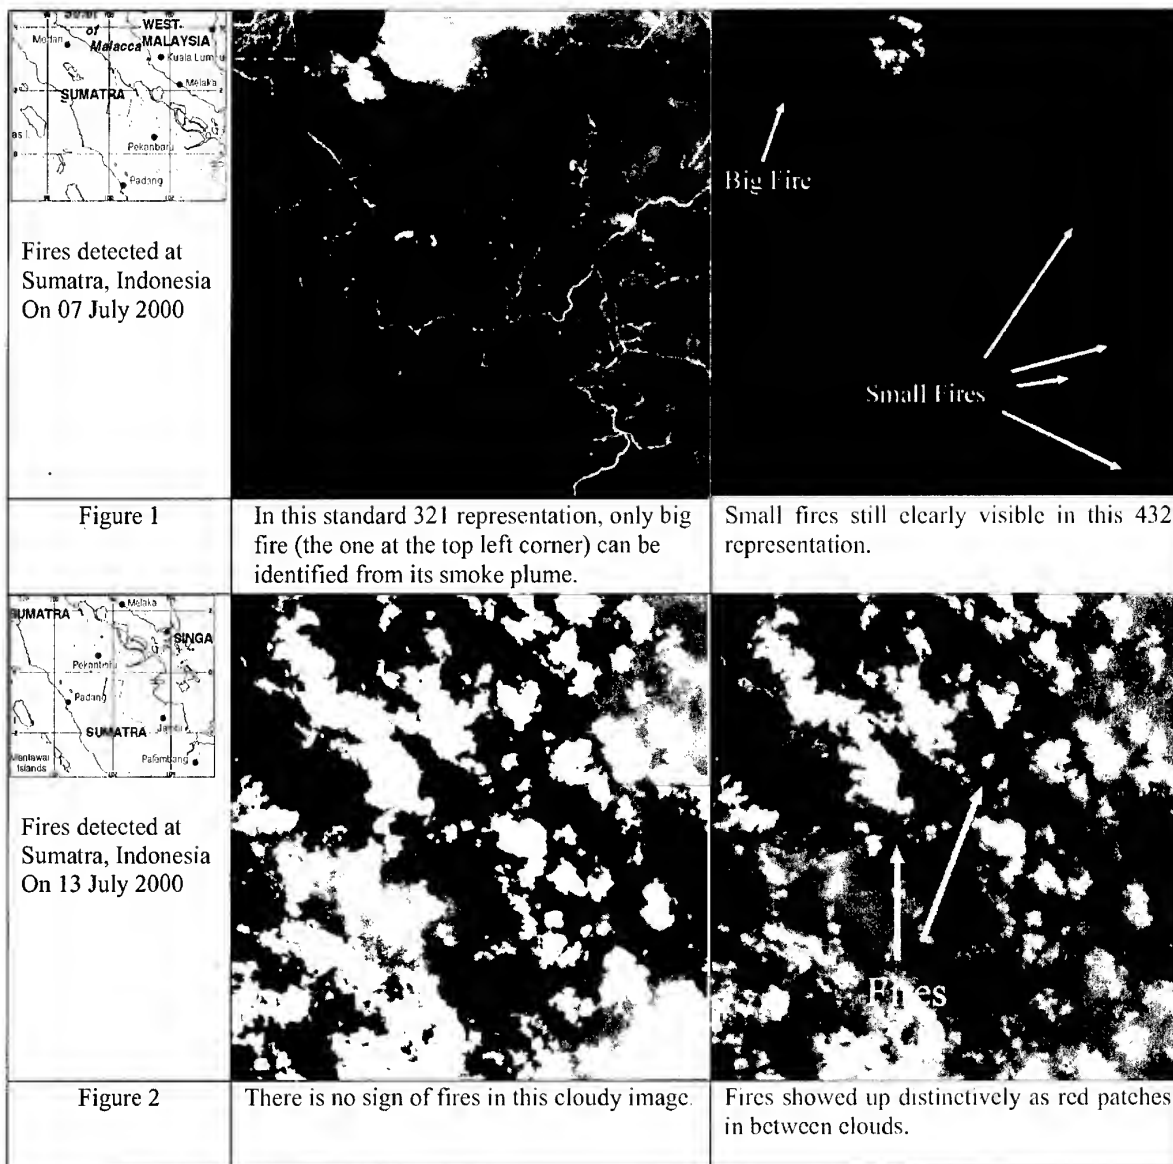 of
WEST
MALAYSIA
Medan
Malacca
Kuala Lumpu
Melaka
SUMATRA
Pekanbaru
Padang
Big Fire
Small Fires
Fires detected at
Sumatra, Indonesia
On 07 July 2000
Figure 1
In this standard 321 representation, only big
fire (the one at the top left corner) can be
identified from its smoke plume.
Small fires still clearly visible in this 432
representation.
SUMATRA
Melaka
SINGA
Pekanbaru
Padang
Jambi
SUMATRA
Palembang
Mentawai
Islands
Fires detected at
Sumatra, Indonesia
On 13 July 2000
Fires
Figure 2
There is no sign of fires in this cloudy image.
Fires showed up distinctively as red patches
in between clouds.